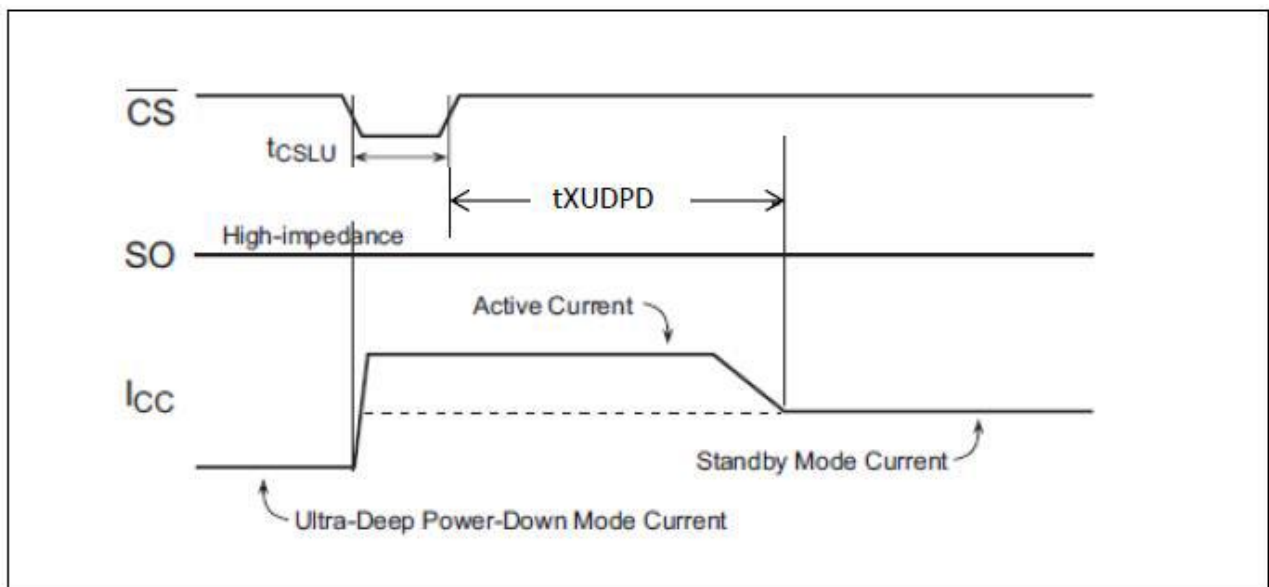 CS
tCSLU
tXUDPD
High-impedance
SO
Active Current
ICC
Standby Mode Current
Ultra-Deep Power-Down Mode Current